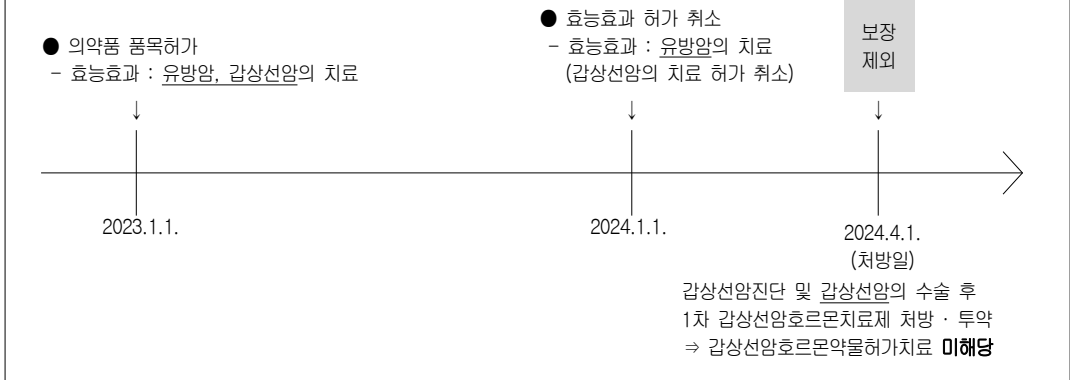 ● 의약품 품목허가
- 효능효과 : 유방암, 갑상선암의 치료
↓
2023.1.1.
● 효능효과 허가 취소
- 효능효과 : 유방암의 치료
(갑상선암의 치료 허가 취소)
↓
2024.1.1.
보장
제외
↓
2024.4.1.
(처방일)
갑상선암진단 및 갑상선암의 수술 후
1차 갑상선암호르몬치료제 처방 · 투약
⇒ 갑상선암호르몬약물허가치료 미해당